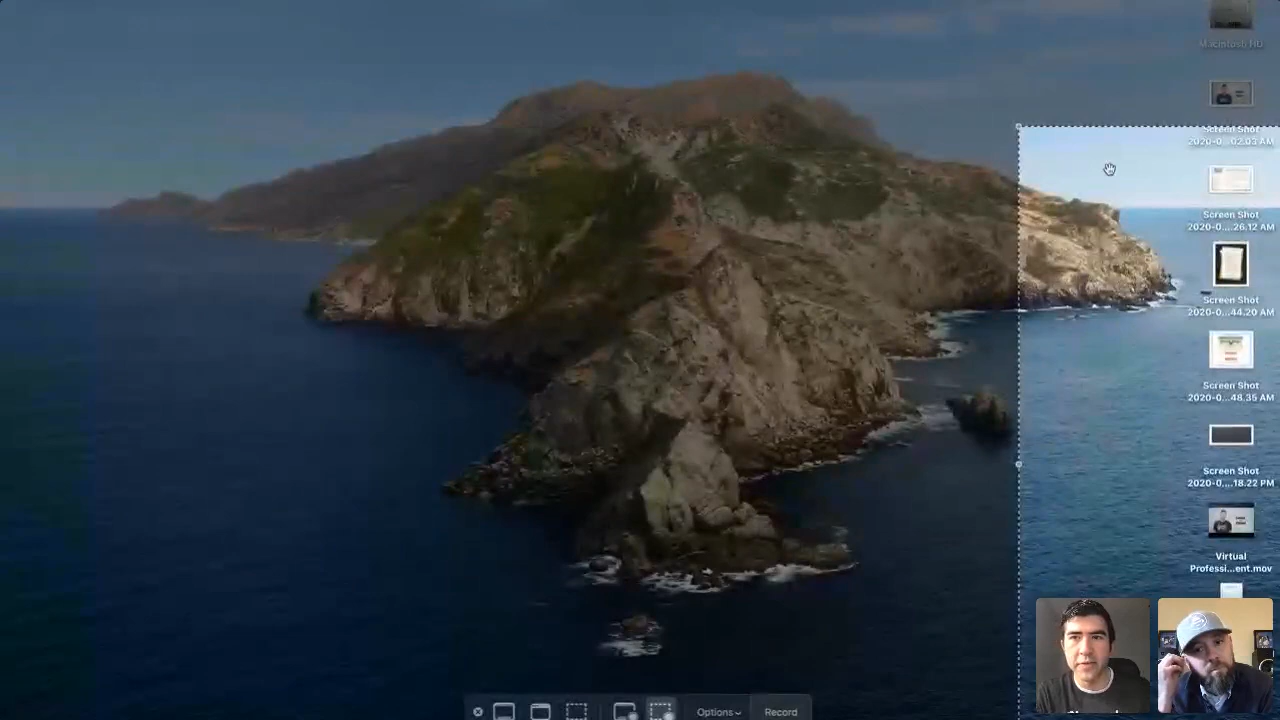 Macintosh HD
Screen Shot
2020-0...02.03 AM
Screen Shot
2020-0....26.12 AM
Screen Shot
2020-0...44.20 AM
Screen Shot
2020-0...48.35 AM
Screen Shot
2020-0....18.22 PM
Virtual
Professi...ent.mov
Options
Record